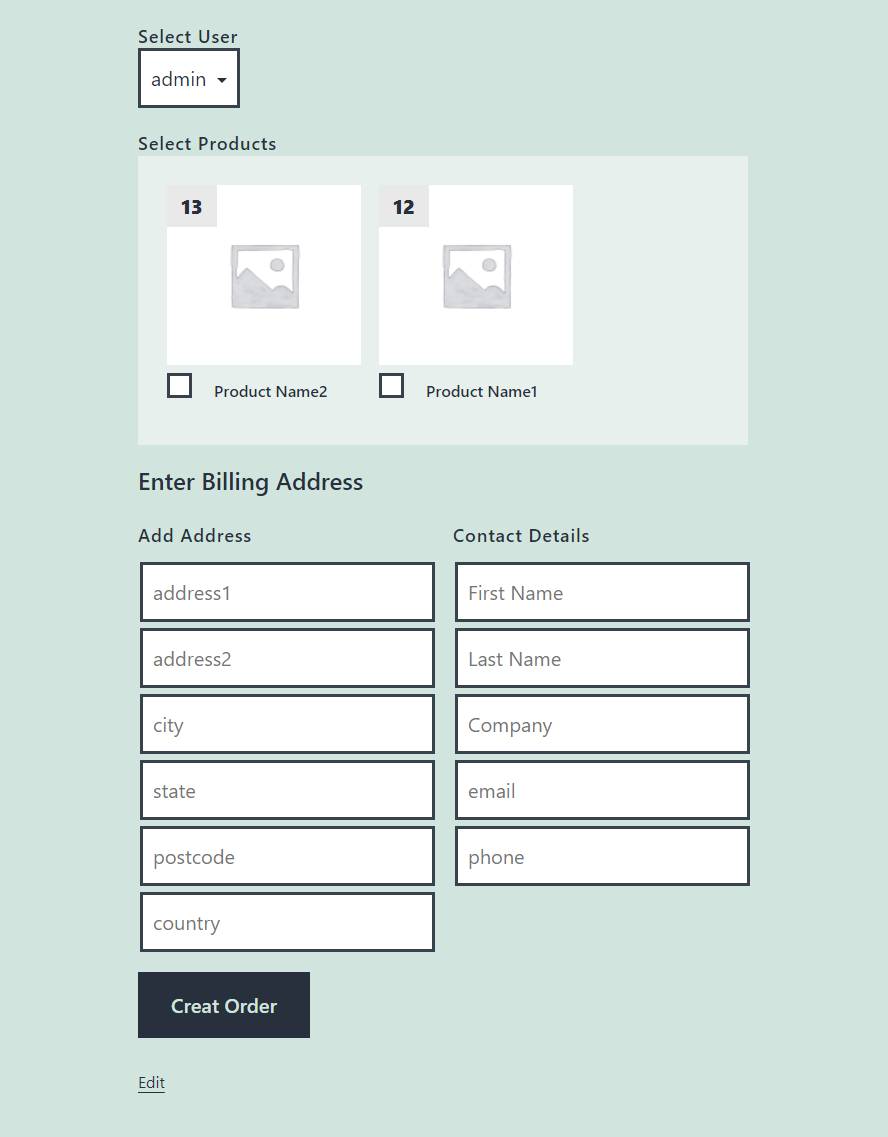 Select User
admin
Select Products
13
12
Product Name2
Product Name1
Enter Billing Address
Add Address
address1
address2
city
state
postcode
country
Contact Details
First Name
Last Name
Company
email
phone
Creat Order
Edit